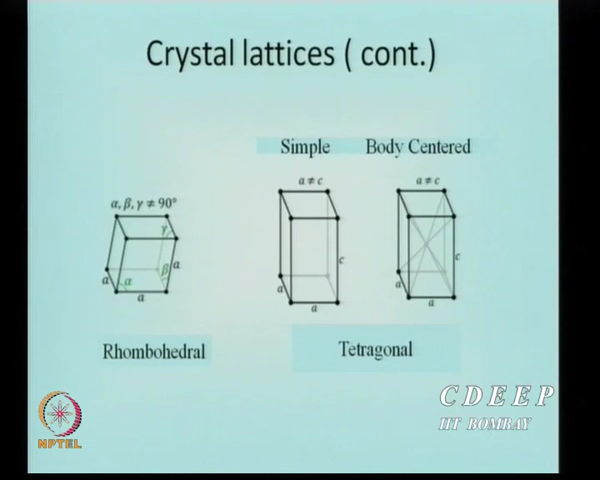 Crystal lattices ( cont.)
Simple Body Centered
a ≠ c a ≠ c
α, β, γ ≠ 90°
γ
β a
a α
a
c
a
a
c
a
a
Rhombohedral
Tetragonal
CDEEP
IIT BOMBAY
NPTEL